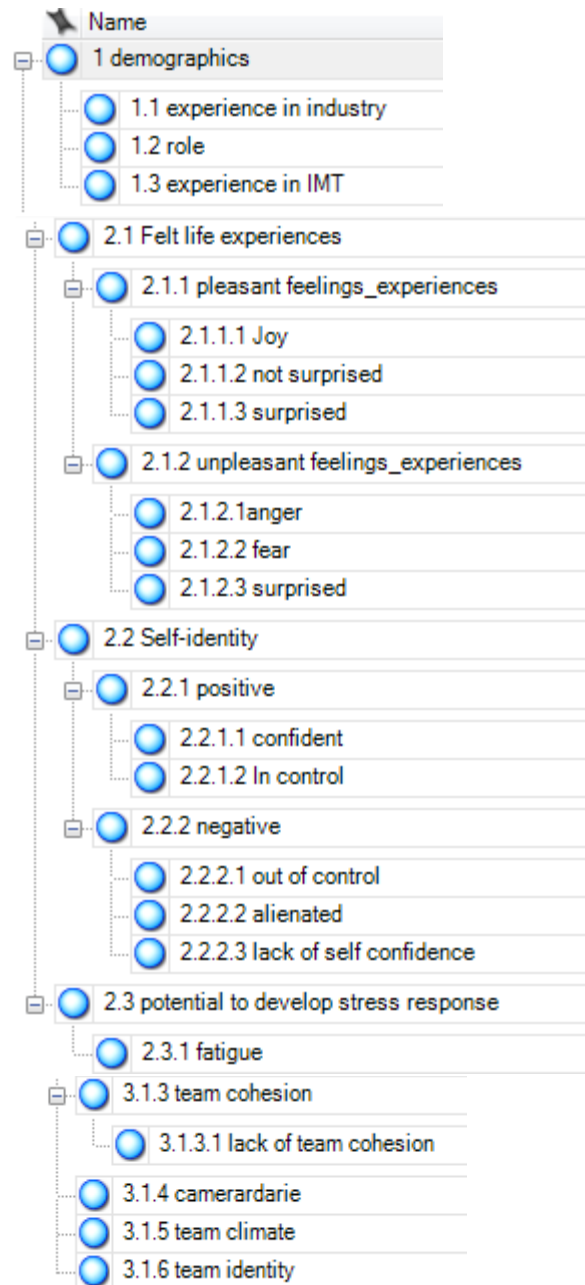 Name
1 demographics
1.1 experience in industry
1.2 role
1.3 experience in IMT
2.1 Felt life experiences
2.1.1 pleasant feelings_experiences
2.1.1.1 Joy
2.1.1.2 not surprised
2.1.1.3 surprised
2.1.2 unpleasant feelings_experiences
2.1.2.1anger
2.1.2.2 fear
2.1.2.3 surprised
2.2 Self-identity
2.2.1 positive
2.2.1.1 confident
2.2.1.2 In control
2.2.2 negative
2.2.2.1 out of control
2.2.2.2 alienated
2.2.2.3 lack of self confidence
2.3 potential to develop stress response
2.3.1 fatigue
3.1.3 team cohesion
3.1.3.1 lack of team cohesion
3.1.4 camerardarie
3.1.5 team climate
3.1.6 team identity